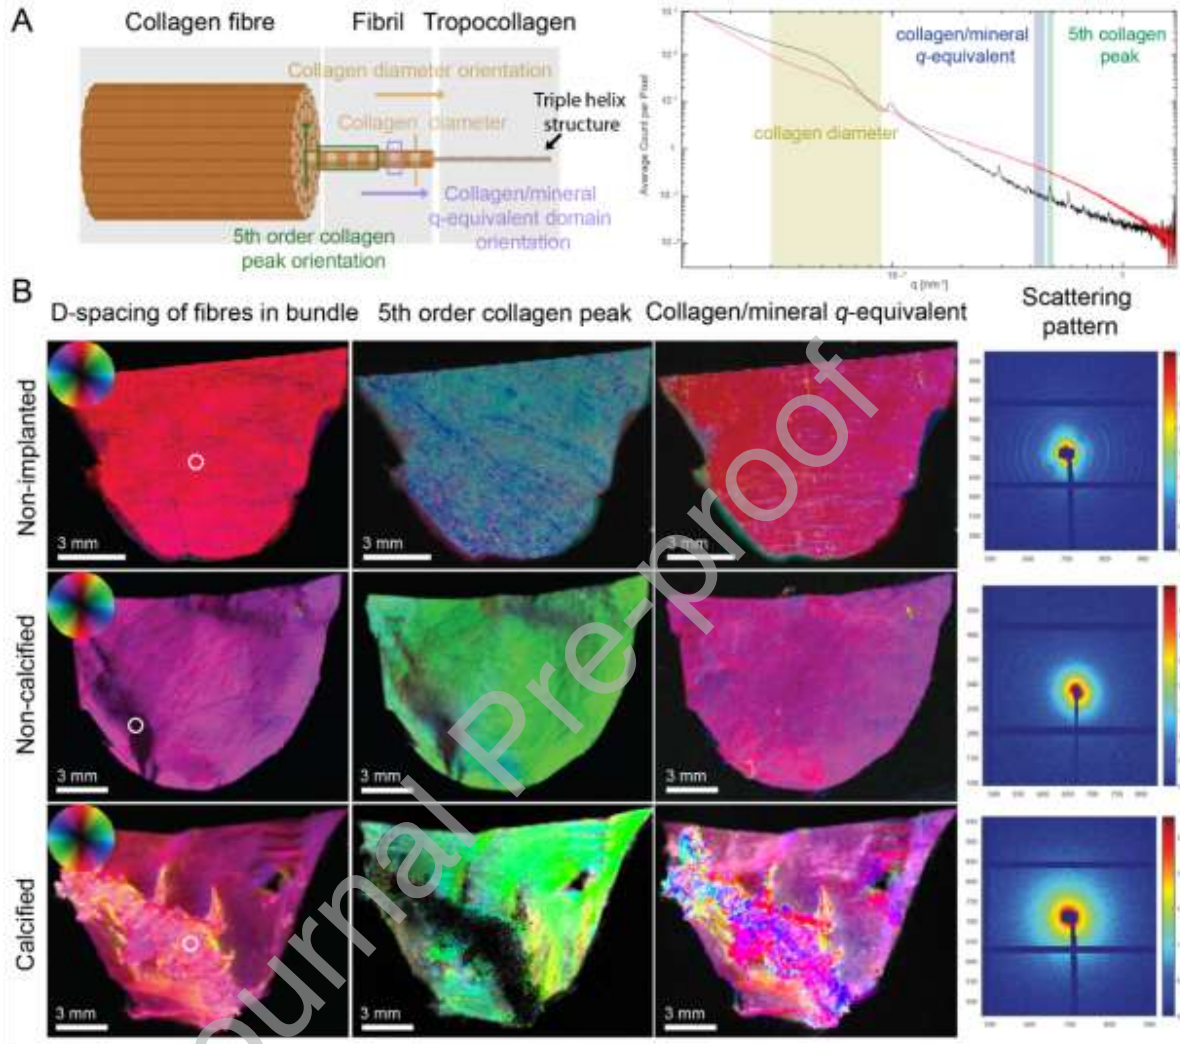 A
Collagen fibre
Fibril
Tropocollagen
Collagen diameter orientation
Collagen diameter
Triple helix
structure
Collagen/mineral
q-equivalent domain
orientation
5th order collagen
peak orientation
Average Count per Pixel
collagen diameter
collagen/mineral
q-equivalent
5th collagen
peak
q [nm⁻¹]
B
D-spacing of fibres in bundle
5th order collagen peak
Collagen/mineral q-equivalent
Scattering
pattern
Non-implanted
3 mm
3 mm
3 mm
Non-calcified
3 mm
3 mm
3 mm
Calcified
3 mm
3 mm
3 mm
Journal Pre-proof